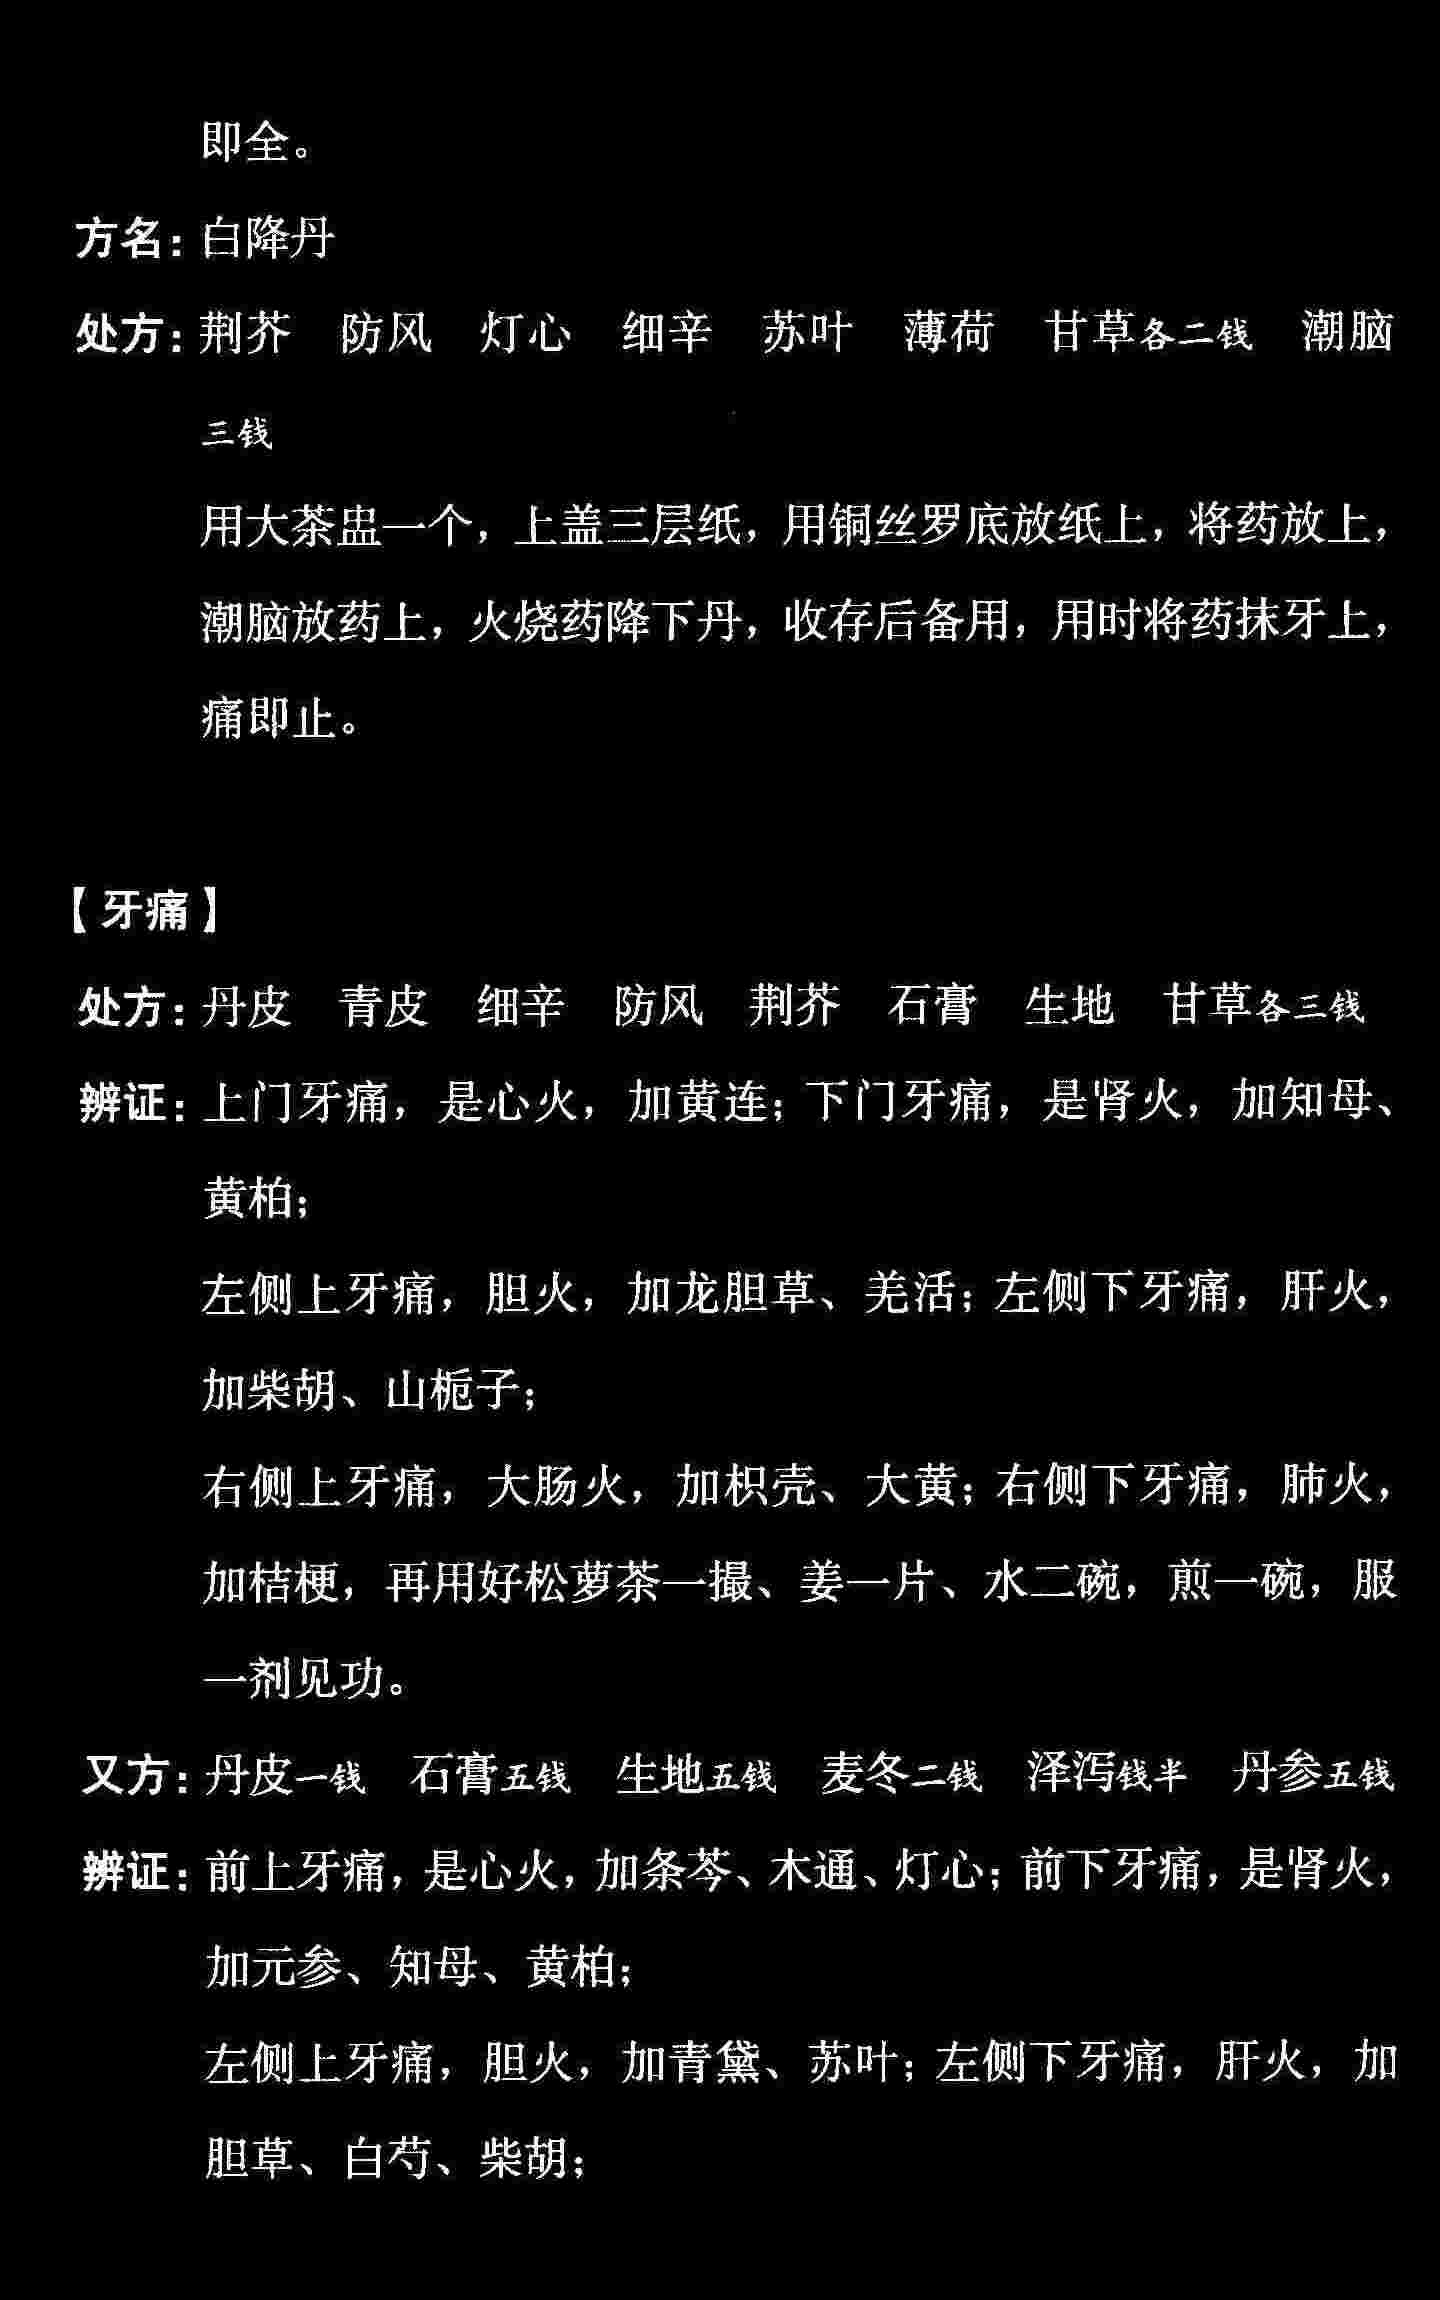 即全。
方名：白降丹
处方：荆芥 防风 灯心 细辛 苏叶 薄荷 甘草各二钱 潮脑
三钱
用大茶盅一个，上盖三层纸，用铜丝罗底放纸上，将药放上，
潮脑放药上，火烧药降下丹，收存后备用，用时将药抹牙上，
痛即止。
【牙痛】
处方：丹皮 青皮 细辛 防风 荆芥 石膏 生地 甘草各三钱
辨证：上门牙痛，是心火，加黄连；下门牙痛，是肾火，加知母、
黄柏；
左侧上牙痛，胆火，加龙胆草、羌活；左侧下牙痛，肝火，
加柴胡、山栀子；
右侧上牙痛，大肠火，加枳壳、大黄；右侧下牙痛，肺火，
加桔梗，再用好松萝茶一撮、姜一片、水二碗，煎一碗，服
一剂见功。
又方：丹皮一钱 石膏五钱 生地五钱 麦冬二钱 泽泻钱半 丹参五钱
辨证：前上牙痛，是心火，加条芩、木通、灯心；前下牙痛，是肾火，
加元参、知母、黄柏；
左侧上牙痛，胆火，加青黛、苏叶；左侧下牙痛，肝火，加
胆草、白芍、柴胡；